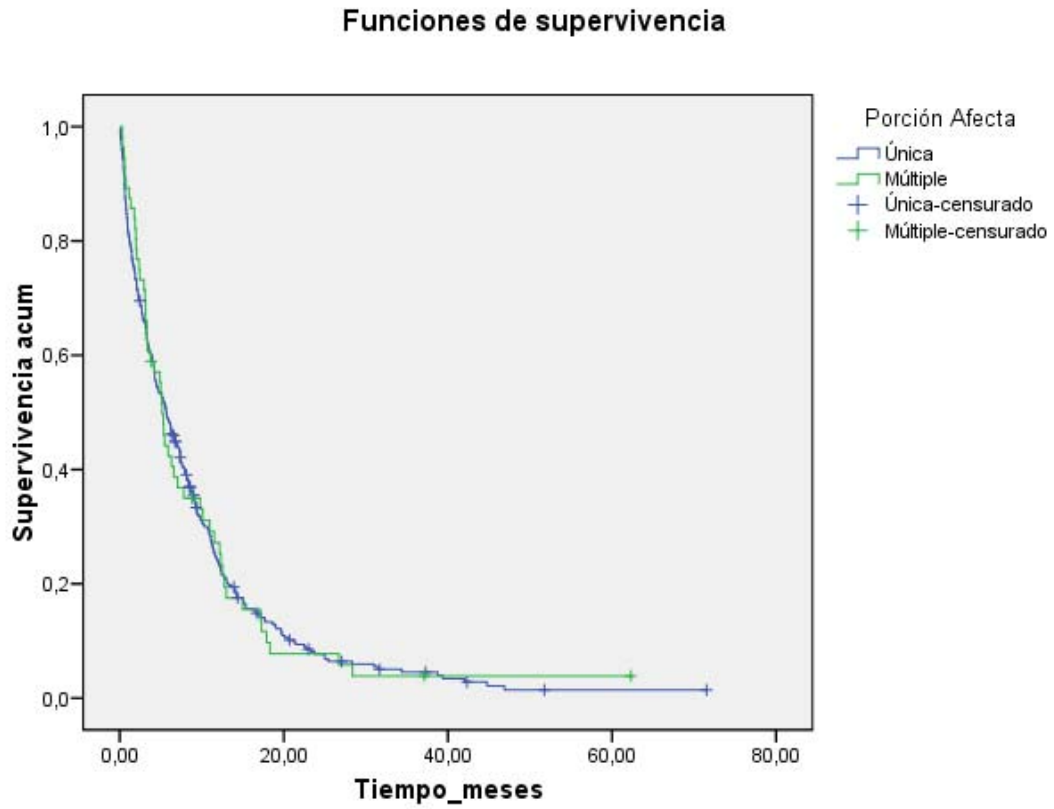 Funciones de supervivencia
Porción Afecta
Única
Múltiple
Única-censurado
Múltiple-censurado
Supervivencia acum
1,0
0,8
0,6
0,4
0,2
0,0
0,00
20,00
40,00
60,00
80,00
Tiempo_meses